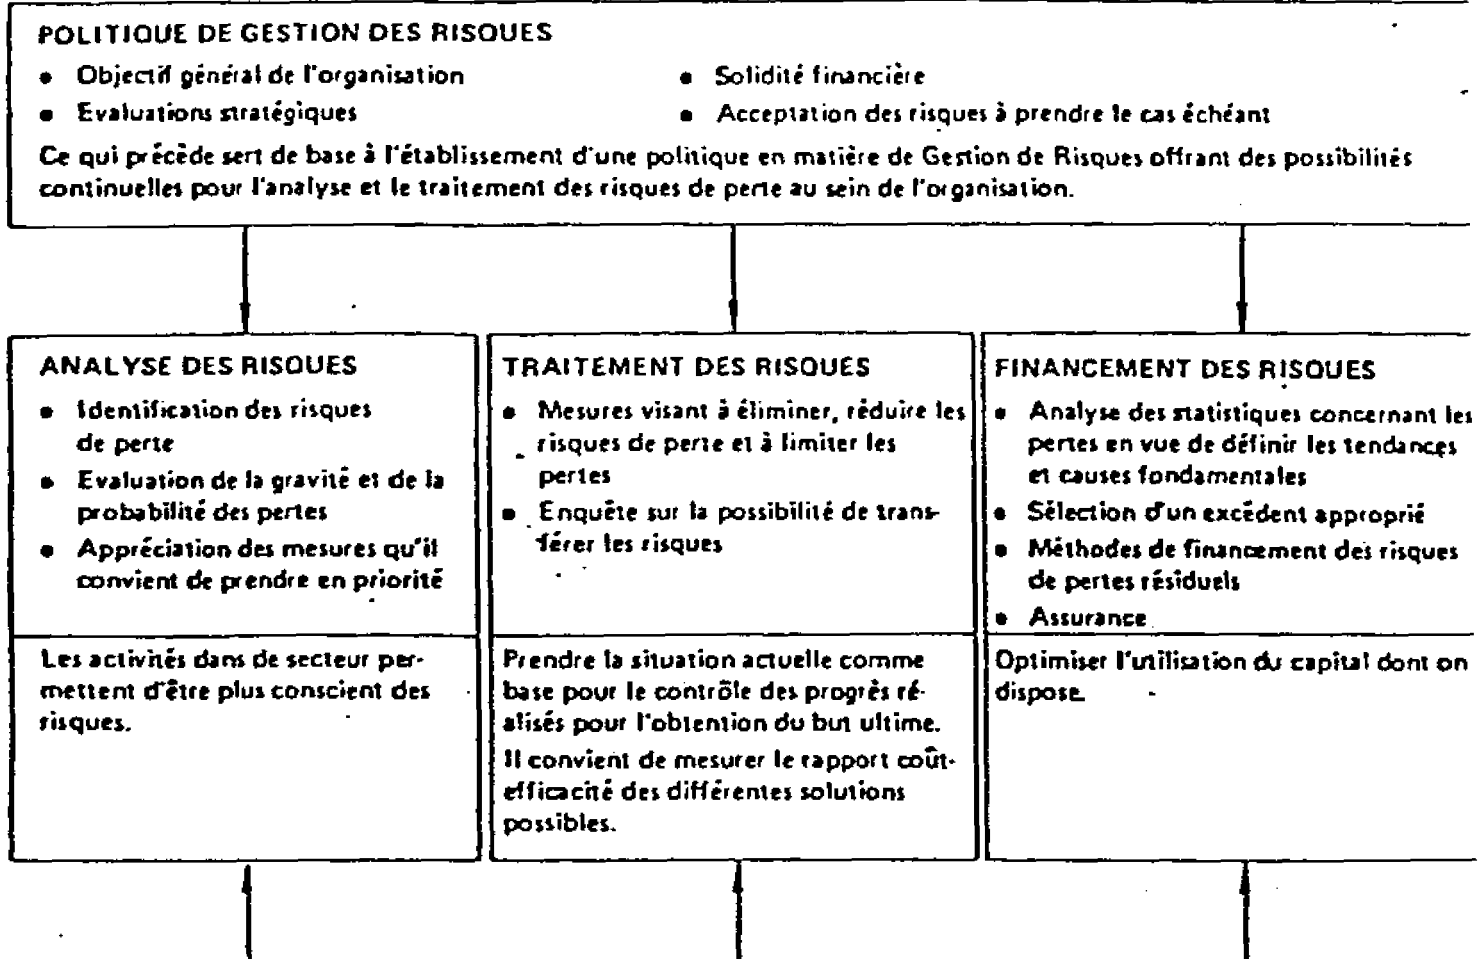 POLITIQUE DE GESTION DES RISQUES
• Objectif général de l'organisation
• Solidité financière
• Evaluations stratégiques
• Acceptation des risques à prendre le cas échéant
Ce qui précède sert de base à l'établissement d'une politique en matière de Gestion de Risques offrant des possibilités
continuelles pour l'analyse et le traitement des risques de perte au sein de l'organisation.
ANALYSE DES RISQUES
• Identification des risques
de perte
• Evaluation de la gravité et de la
probabilité des pertes
• Appréciation des mesures qu'il
convient de prendre en priorité
Les activités dans de secteur per-
mettent d'être plus conscient des
risques.
TRAITEMENT DES RISQUES
• Mesures visant à éliminer, réduire les
risques de perte et à limiter les
pertes
• Enquête sur la possibilité de trans-
férer les risques
Prendre la situation actuelle comme
base pour le contrôle des progrès ré-
alisés pour l'obtention du but ultime.
Il convient de mesurer le rapport coût-
efficacité des différentes solutions
possibles.
FINANCEMENT DES RISQUES
• Analyse des statistiques concernant les
pertes en vue de définir les tendances
et causes fondamentales
• Sélection d'un excédent approprié
• Méthodes de financement des risques
de pertes résiduels
• Assurance
Optimiser l'utilisation du capital dont on
dispose.